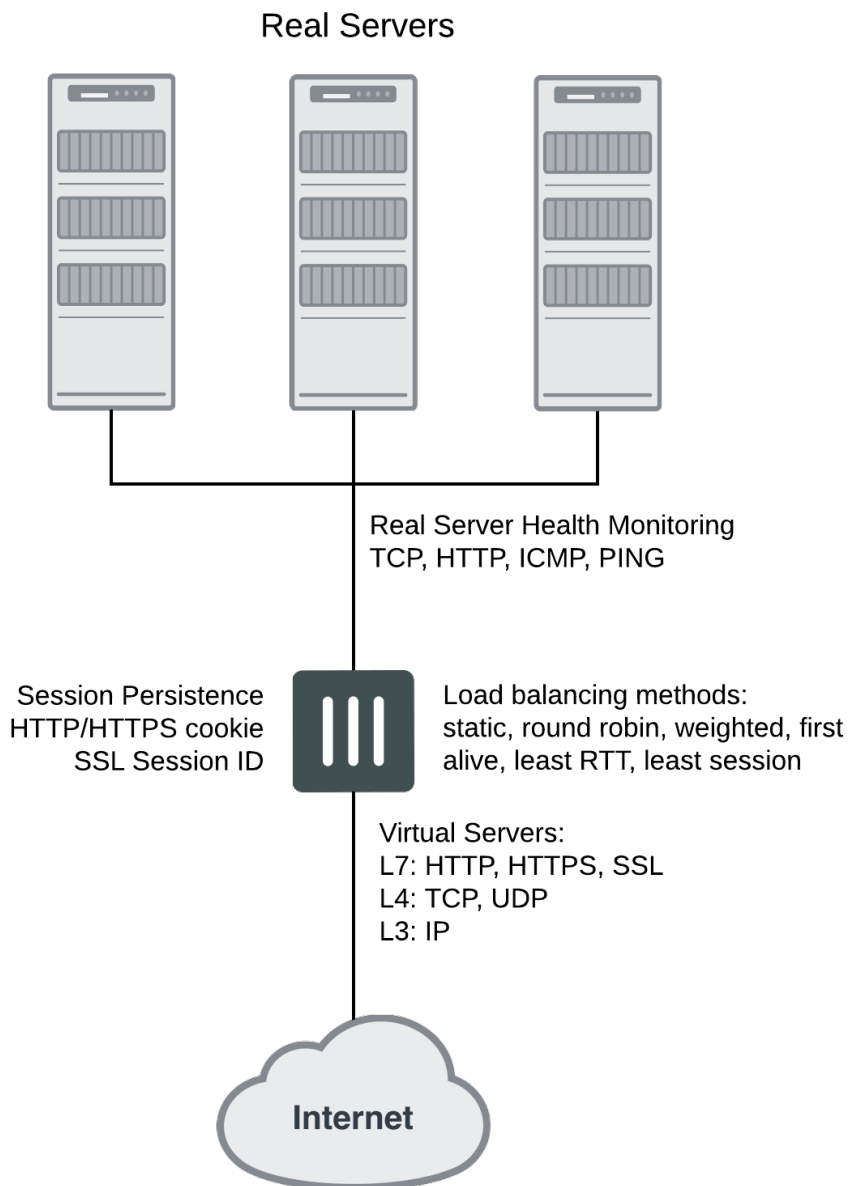 Real Servers
Real Server Health Monitoring
TCP, HTTP, ICMP, PING
Session Persistence
HTTP/HTTPS cookie
SSL Session ID
Load balancing methods:
static, round robin, weighted, first
alive, least RTT, least session
Virtual Servers:
L7: HTTP, HTTPS, SSL
L4: TCP, UDP
L3: IP
Internet